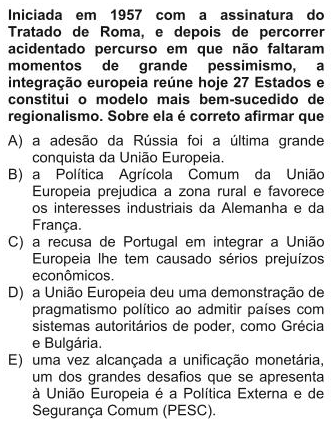 Iniciada em 1957 com a assinatura do
Tratado de Roma, e depois de percorrer
acidentado percurso em que não faltaram
momentos de grande pessimismo, a
integração europeia reúne hoje 27 Estados e
constitui o modelo mais bem-sucedido de
regionalismo. Sobre ela é correto afirmar que
A) a adesão da Rússia foi a última grande
conquista da União Europeia.
B) a Política Agrícola Comum da União
Europeia prejudica a zona rural e favorece
os interesses industriais da Alemanha e da
França.
C) a recusa de Portugal em integrar a União
Europeia lhe tem causado sérios prejuízos
econômicos.
D) a União Europeia deu uma demonstração de
pragmatismo político ao admitir países com
sistemas autoritários de poder, como Grécia
e Bulgária.
E) uma vez alcançada a unificação monetária,
um dos grandes desafios que se apresenta
à União Europeia é a Política Externa e de
Segurança Comum (PESC).